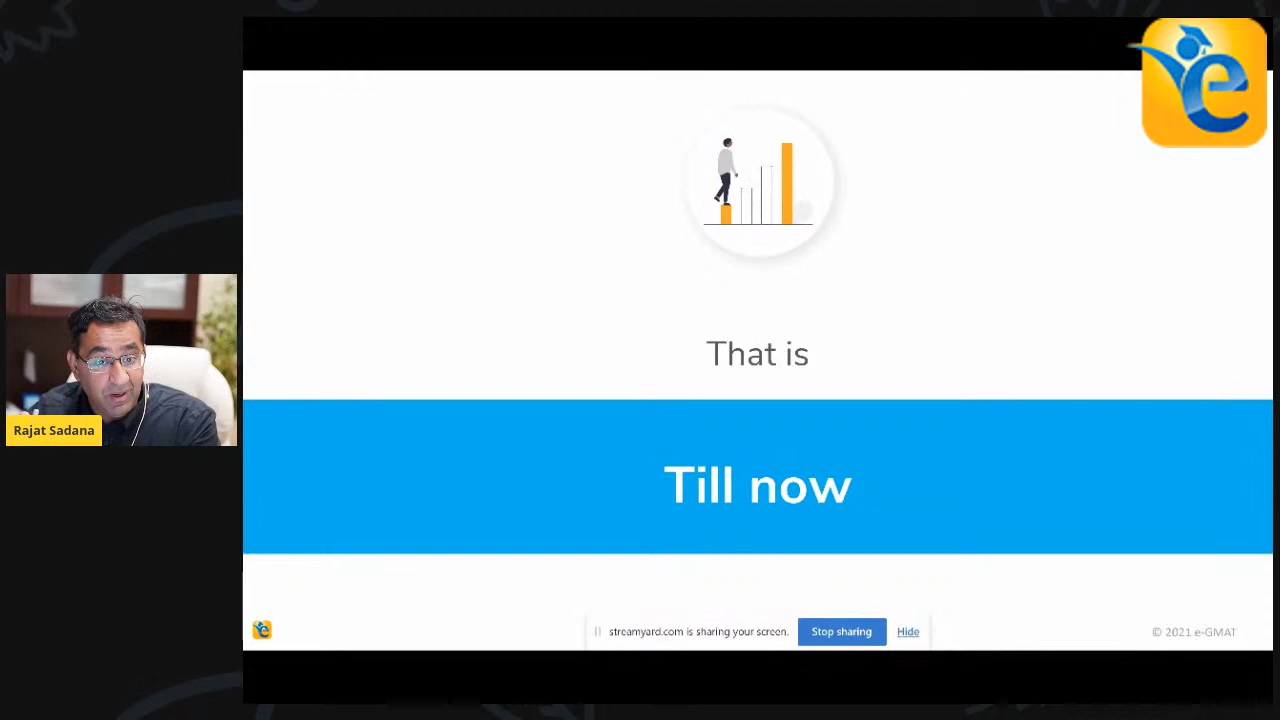 That is
Rajat Sadana
Till now
streamyard.com is sharing your screen.
Stop sharing
Hide
© 2021 e-GMAT